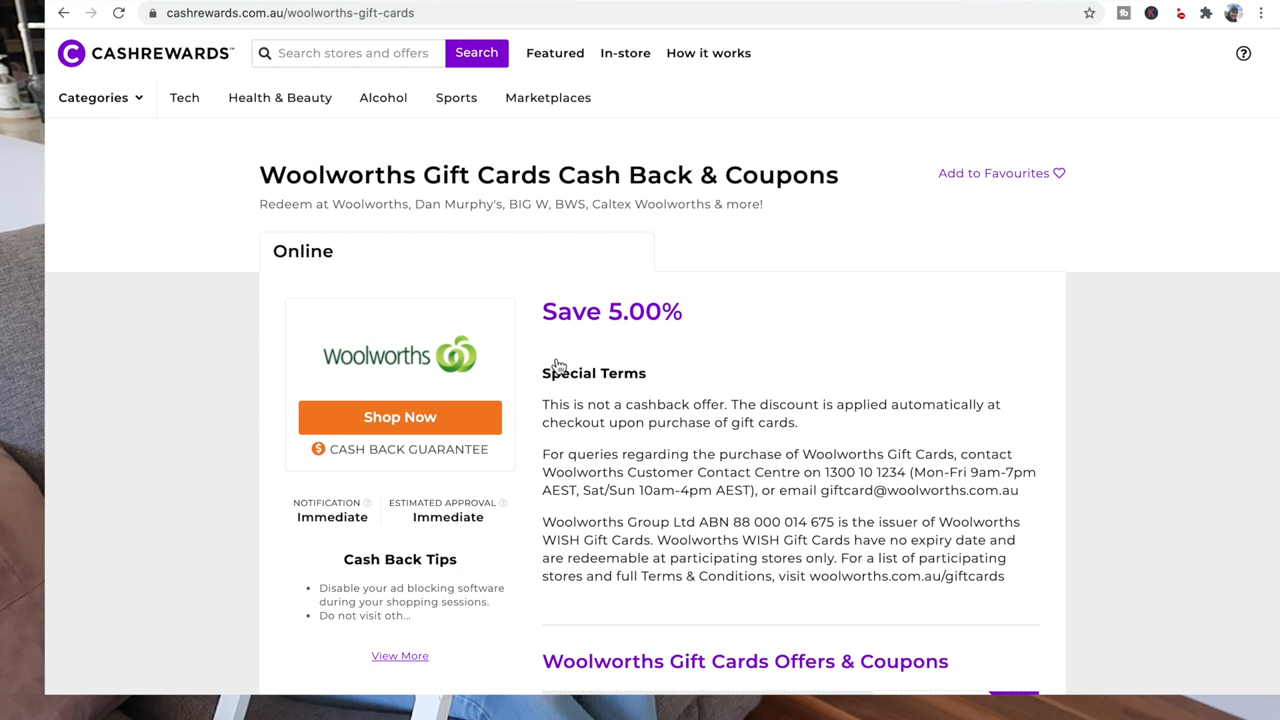 cashrewards.com.au/woolworths-gift-cards
CASHREWARDS™
Search stores and offers
Search
Featured
In-store
How it works
Categories
Tech
Health & Beauty
Alcohol
Sports
Marketplaces
Woolworths Gift Cards Cash Back & Coupons
Add to Favourites
Redeem at Woolworths, Dan Murphy's, BIG W, BWS, Caltex Woolworths & more!
Online
Woolworths
Shop Now
CASH BACK GUARANTEE
NOTIFICATION
Immediate
ESTIMATED APPROVAL
Immediate
Cash Back Tips
• Disable your ad blocking software
during your shopping sessions.
• Do not visit oth...
View More
Save 5.00%
Special Terms
This is not a cashback offer. The discount is applied automatically at
checkout upon purchase of gift cards.
For queries regarding the purchase of Woolworths Gift Cards, contact
Woolworths Customer Contact Centre on 1300 10 1234 (Mon-Fri 9am-7pm
AEST, Sat/Sun 10am-4pm AEST), or email giftcard@woolworths.com.au
Woolworths Group Ltd ABN 88 000 014 675 is the issuer of Woolworths
WISH Gift Cards. Woolworths WISH Gift Cards have no expiry date and
are redeemable at participating stores only. For a list of participating
stores and full Terms & Conditions, visit woolworths.com.au/giftcards
Woolworths Gift Cards Offers & Coupons